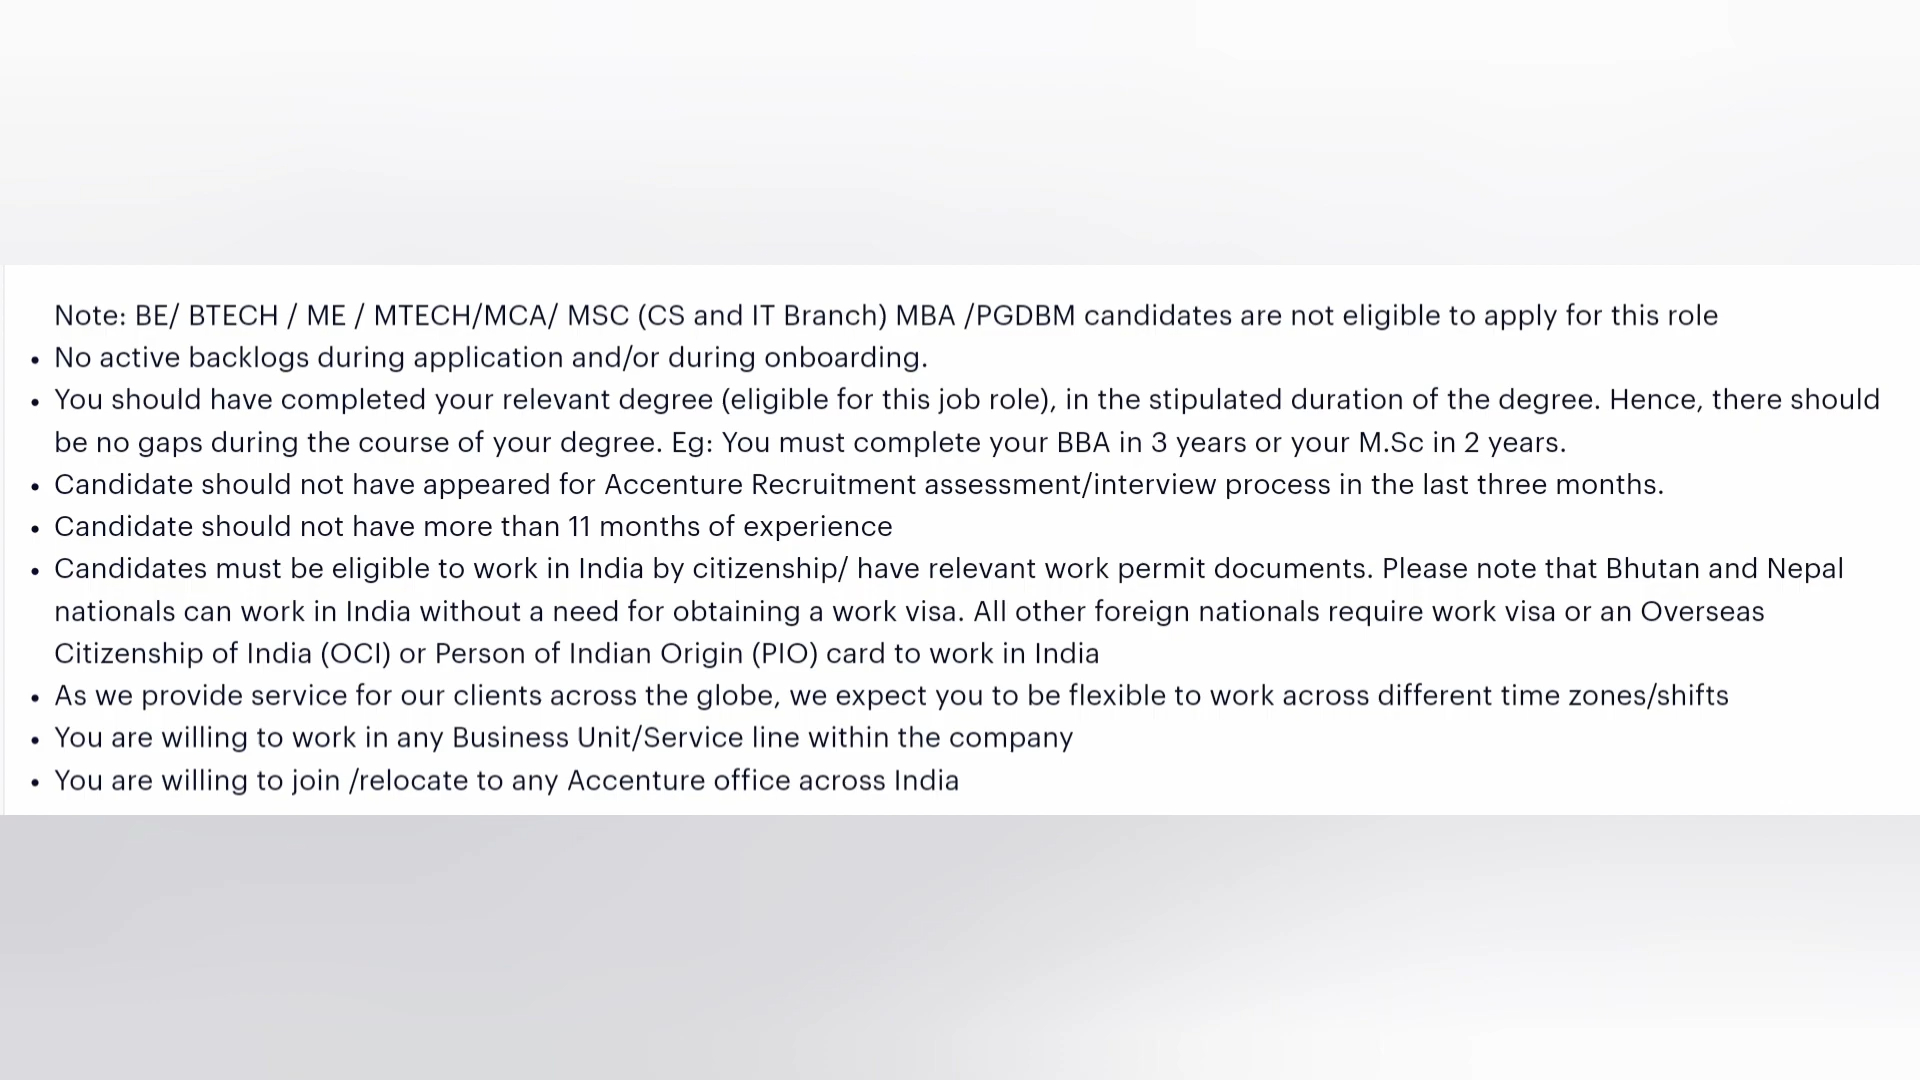 Note: BE/ BTECH / ME / MTECH/MCA/ MSC (CS and IT Branch) MBA /PGDBM candidates are not eligible to apply for this role
• No active backlogs during application and/or during onboarding.
• You should have completed your relevant degree (eligible for this job role), in the stipulated duration of the degree. Hence, there should
be no gaps during the course of your degree. Eg: You must complete your BBA in 3 years or your M.Sc in 2 years.
• Candidate should not have appeared for Accenture Recruitment assessment/interview process in the last three months.
• Candidate should not have more than 11 months of experience
• Candidates must be eligible to work in India by citizenship/ have relevant work permit documents. Please note that Bhutan and Nepal
nationals can work in India without a need for obtaining a work visa. All other foreign nationals require work visa or an Overseas
Citizenship of India (OCI) or Person of Indian Origin (PIO) card to work in India
• As we provide service for our clients across the globe, we expect you to be flexible to work across different time zones/shifts
• You are willing to work in any Business Unit/Service line within the company
• You are willing to join /relocate to any Accenture office across India